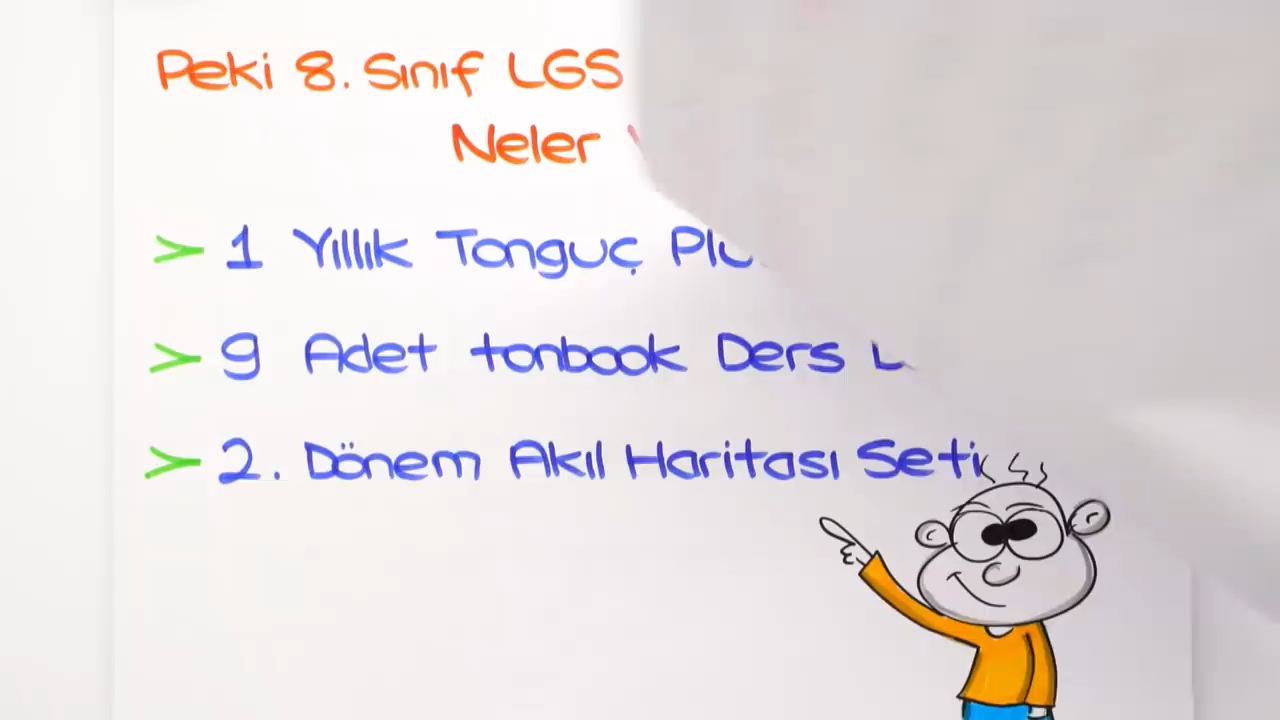 Peki 8. Sınıf LGS
Neler
> 1 Yıllık Tonguç
> 9 Adet tonbook Ders
> 2. Dönem Akıl Haritası Seti